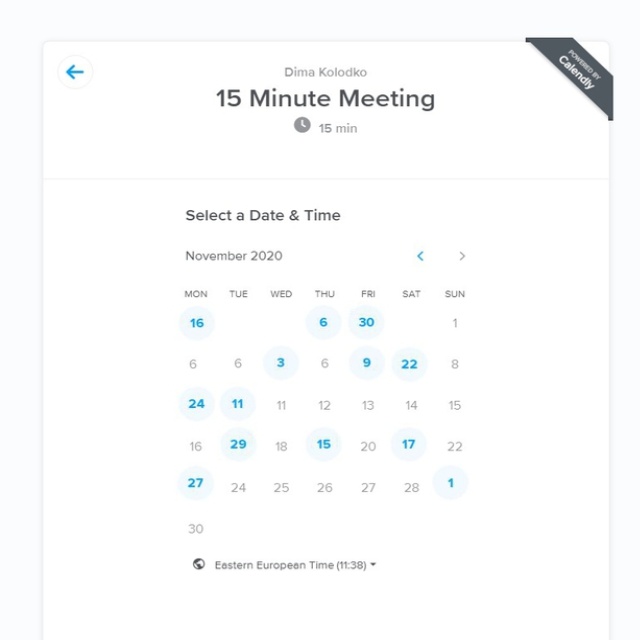 POWERED BY
Calendly
Dima Kolodko
15 Minute Meeting
15 min
Select a Date & Time
November 2020
MON TUE WED THU FRI SAT SUN
16 6 30 1
6 6 3 6 9 22 8
24 11 11 12 13 14 15
16 29 18 15 20 17 22
27 24 25 26 27 28 1
30
Eastern European Time (11:38)